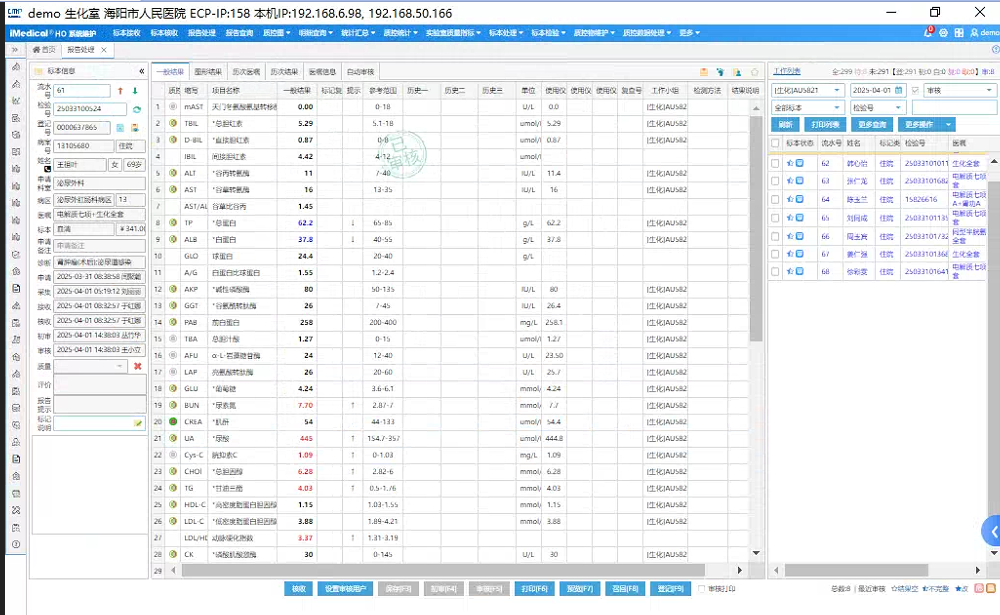 demo 生化室 海阳市人民医院 ECP-IP:158 本机IP:192.168.6.98, 192.168.50.166
iMedical HO 系统维护 标本接收 标本核收 报告处理 报告查询 质控图 明细查询 统计汇总 质控统计 实验室质量指标 标本处理 标本检验 质控物维护 质控数据处理 更多 0 demo
首页 报告处理
标本信息
流水号 61
检验号 25033100524
登记号 0000637865
病案号 13105680 住院
姓名 王祖叶 女 69岁
申请科室 泌尿外科
病区 泌尿外肛肠科病区 13
医嘱 电解质七项+生化全套
标本 血清 ￥341.00
申请备注 申请备注
诊断 肾肿瘤(术后);泌尿道感染
申请 2025-03-31 08:38:58
采集 2025-04-01 05:19:12
接收 2025-04-01 08:32:57 于红娜
核收 2025-04-01 08:32:57 于红娜
初审 2025-04-01 14:38:03 丛竹华
审核 2025-04-01 14:38:03 王小立
质量
评价
报告提示
标记说明
一般结果 图形结果 历次医嘱 历次结果 医嘱信息 自动审核
质控 缩写 项目名称 一般结果 标记复 提示 参考范围 历史一 历史二 历史三 单位 使用仪 使用仪 使用仪 复查号 工作小组 检测方法 结果说明
1 mAST 天门冬氨酸氨基转移 0.00 0-18 U/L 0.0 [生化]AU582
2 TBIL *总胆红素 5.29 5.1-18 umol/l 5.29 [生化]AU582
3 D-BIL *直接胆红素 0.87 0-8 umol/l 0.87 [生化]AU582
4 IBIL 间接胆红素 4.42 4-12 umol/l
5 ALT *谷丙转氨酶 11 7-40 IU/L 11.4 [生化]AU582
6 AST *谷草转氨酶 16 13-35 IU/L 16 [生化]AU582
7 AST/AL 谷草比谷丙 1.45
8 TP *总蛋白 62.2 ↓ 65-85 g/L 62.2 [生化]AU582
9 ALB *白蛋白 37.8 ↓ 40-55 g/L 37.8 [生化]AU582
10 GLO 球蛋白 24.4 20-40 g/L
11 A/G 白蛋白比球蛋白 1.55 1.2-2.4
12 AKP *碱性磷酸酶 80 50-135 IU/L 80 [生化]AU582
13 GGT *谷氨酰转肽酶 26 7-45 IU/L 26.4 [生化]AU582
14 PAB 前白蛋白 258 200-400 mg/L 258.1 [生化]AU582
15 TBA 总胆汁酸 1.27 0-15 umol/l 1.27 [生化]AU582
16 AFU α-L-岩藻糖苷酶 24 12-40 U/L 23.50 [生化]AU582
17 LAP 亮氨酸转肽酶 26 20-60 U/L 25.7 [生化]AU582
18 GLU *葡萄糖 4.24 3.6-6.1 mmol/ 4.24 [生化]AU582
19 BUN *尿素氮 7.70 ↑ 2.87-7 mmol/ 7.7 [生化]AU582
20 CREA *肌酐 54 44-133 umol/l 54.4 [生化]AU582
21 UA *尿酸 445 ↑ 154.7-357 umol/l 444.8 [生化]AU582
22 Cys-C 胱抑素C 1.09 ↑ 0-1.03 mg/L 1.09 [生化]AU582
23 CHOl *总胆固醇 6.28 ↑ 2.82-6 mmol/ 6.28 [生化]AU582
24 TG *甘油三酯 4.03 ↑ 0.5-1.76 mmol/ 4.03 [生化]AU582
25 HDL-C *高密度脂蛋白胆固醇 1.15 1.03-1.55 mmol/ 1.15 [生化]AU582
26 LDL-C *低密度脂蛋白胆固醇 3.88 1.89-4.21 mmol/ 3.88 [生化]AU582
27 LDL/HD 动脉硬化指数 3.37 ↑ 1.31-3.19
28 CK *磷酸肌酸激酶 30 0-145 U/L 30 [生化]AU582
29
已审核
工作列表 全:299 待:8 未:291【登:291 初:0 白:0 复:0 取:0】审:8
[生化]AU5821 2025-04-01 审核
全部标本 检验号
刷新 打印列表 更多查询 更多操作
标本状态 流水号 姓名 标记类 检验号 医嘱
62 韩心怡 住院 25033101011 生化全套
63 张仁龙 住院 25033101682 电解质七项 套
64 陈玉兰 住院 15826616 电解质七项 A+胃功A
65 刘同成 住院 25033101135 电解质七项 套
66 周玉宾 住院 25033101732 同型半胱氨 全套
67 姜仁强 住院 25033101368 生化全套
68 徐彩雯 住院 25033101641 电解质七项 套
核收 设置审核用户 保存[F3] 初审[F4] 审核[F5] 打印[F6] 预览[F7] 召回[F8] 登记[F9] 审核打印
总数:8 最近审核 ☆结果空 不完整 ★改